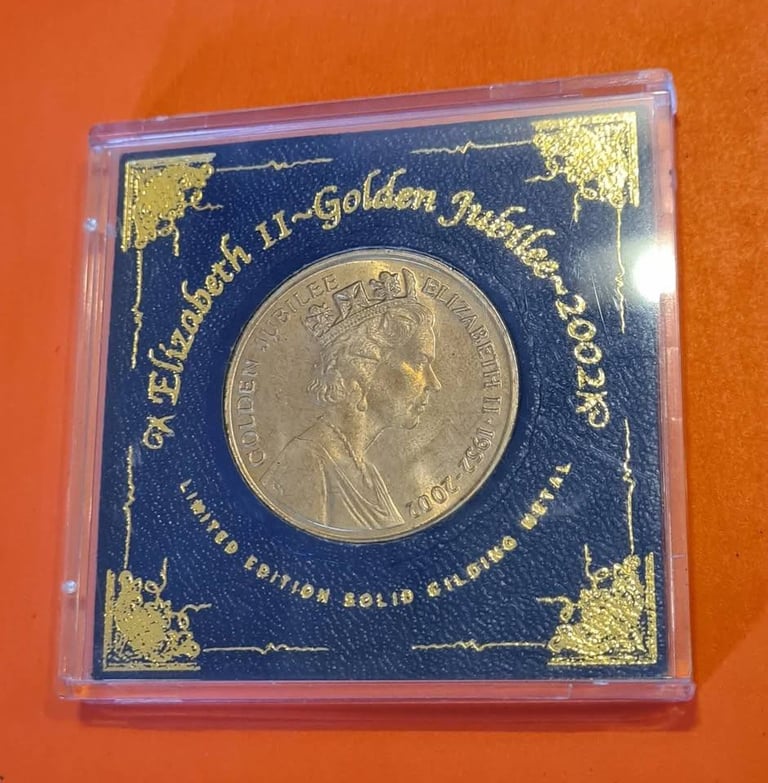 Elizabeth II~Golden Jubilee~2002
GOLDEN JUBILEE ELIZABETH II · 1952-2002
LIMITED EDITION SOLID GILDING METAL